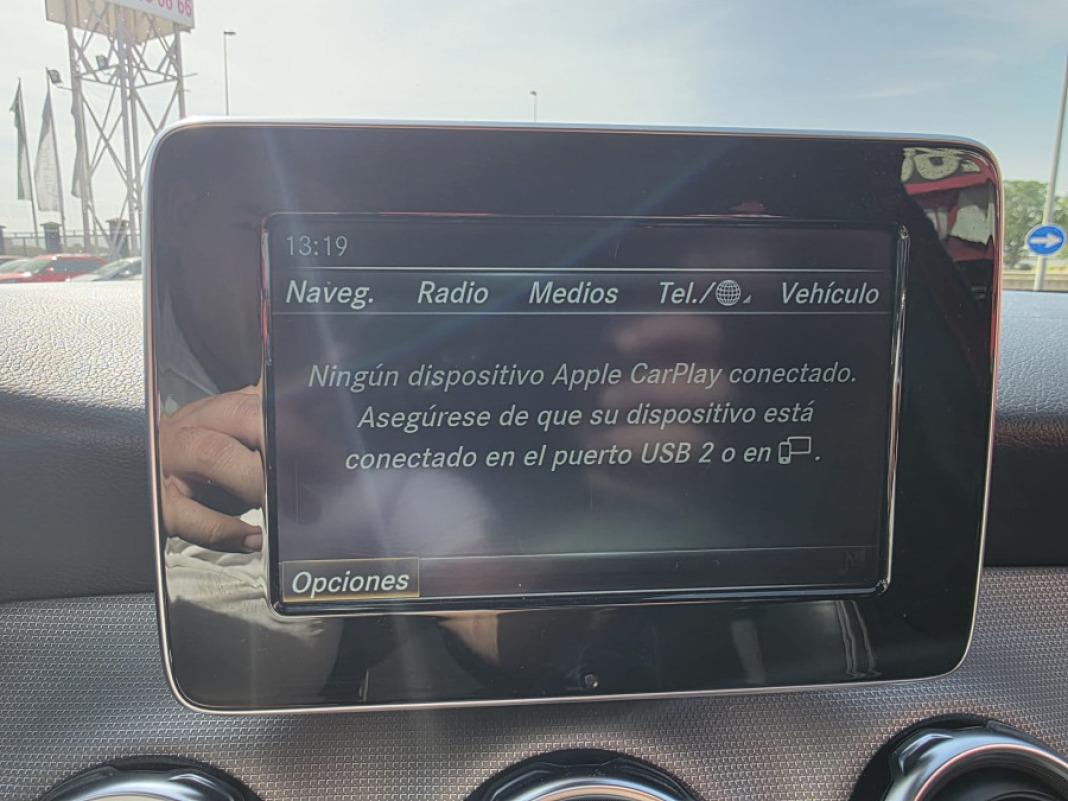 13:19
Naveg. Radio Medios Tel./ Vehículo
Ningún dispositivo Apple CarPlay conectado.
Asegúrese de que su dispositivo está
conectado en el puerto USB 2 o en .
Opciones
N